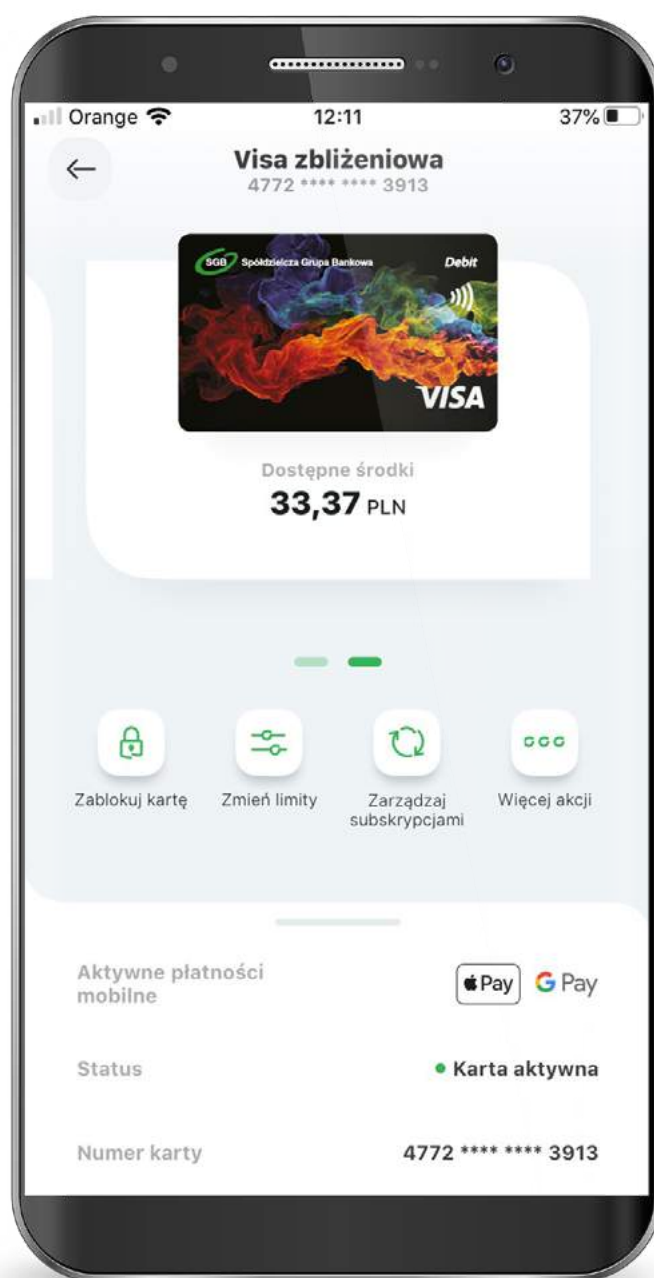 Orange 12:11 37%
Visa zbliżeniowa
4772 **** **** 3913
SGB Spółdzielcza Grupa Bankowa Debit
VISA
Dostępne środki
33,37 PLN
Zablokuj kartę Zmień limity Zarządzaj subskrypcjami Więcej akcji
Aktywne płatności
mobilne
Pay G Pay
Status Karta aktywna
Numer karty 4772 **** **** 3913